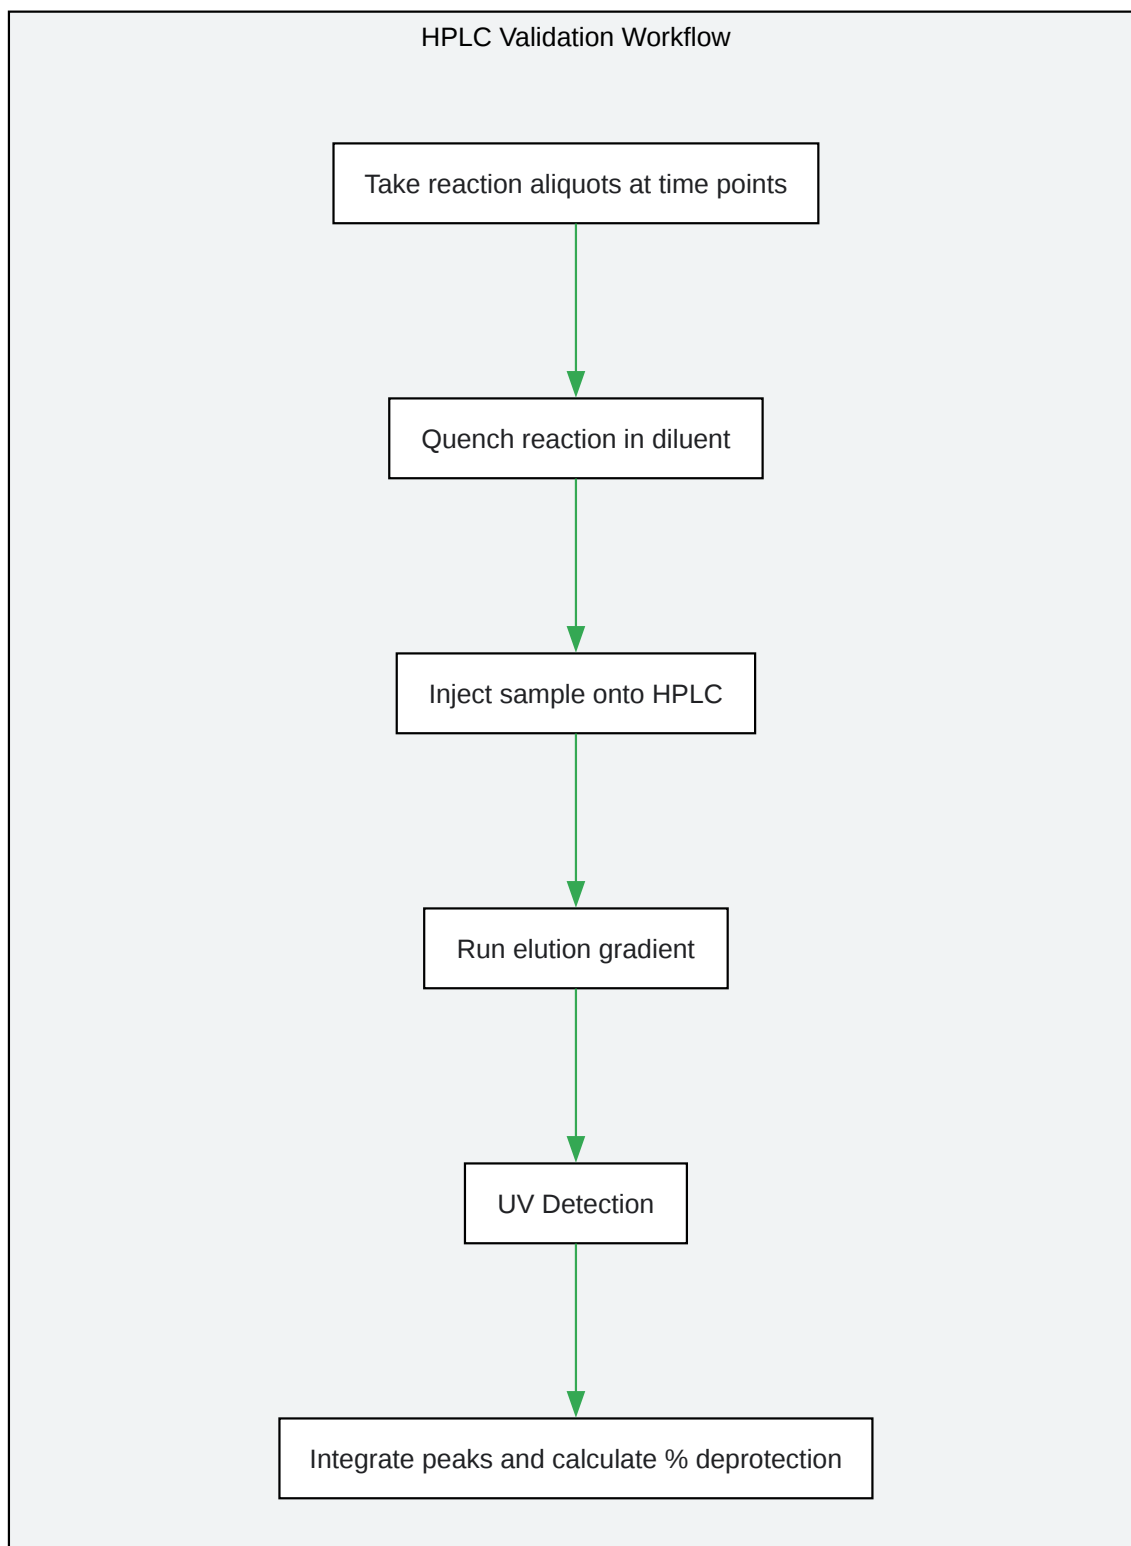 HPLC Validation Workflow
Take reaction aliquots at time points
Quench reaction in diluent
Inject sample onto HPLC
Run elution gradient
UV Detection
Integrate peaks and calculate % deprotection